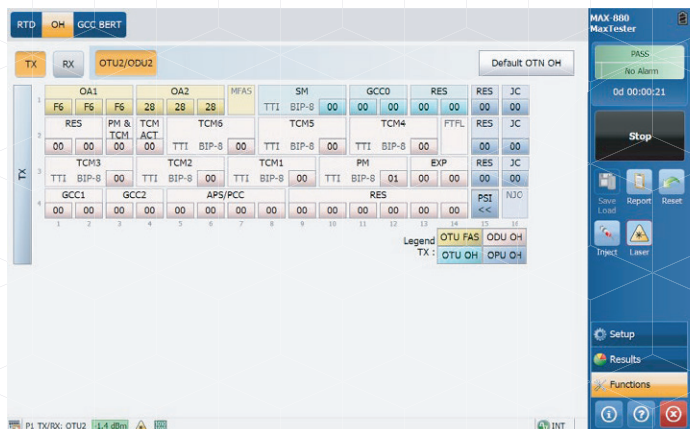 RTD OH GCC BERT
TX RX OTU2/ODU2 Default OTN OH
OA1 OA2 MFAS SM GCC0 RES RES JC
1 F6 F6 F6 28 28 28 TTI BIP-8 00 00 00 00 00 00 00
RES PM & TCM TCM ACT TCM6 TCM5 TCM4 FTFL RES JC
2 00 00 00 00 TTI BIP-8 00 TTI BIP-8 00 TTI BIP-8 00 00 00
TCM3 TCM2 TCM1 PM EXP RES JC
3 TTI BIP-8 00 TTI BIP-8 00 TTI BIP-8 00 TTI BIP-8 01 00 00 00 00
GCC1 GCC2 APS/PCC RES PSI NJO
4 00 00 00 00 00 00 00 00 00 00 00 00 00 00 <<
1 2 3 4 5 6 7 8 9 10 11 12 13 14 15 16
TX
Legend TX : OTU FAS ODU OH
OTU OH OPU OH
P1 TX/RX: OTU2 -1.4 dBm INT
MAX-880
MaxTester
PASS
No Alarm
0d 00:00:21
Stop
Save Load Report Reset
Inject Laser
Setup
Results
Functions